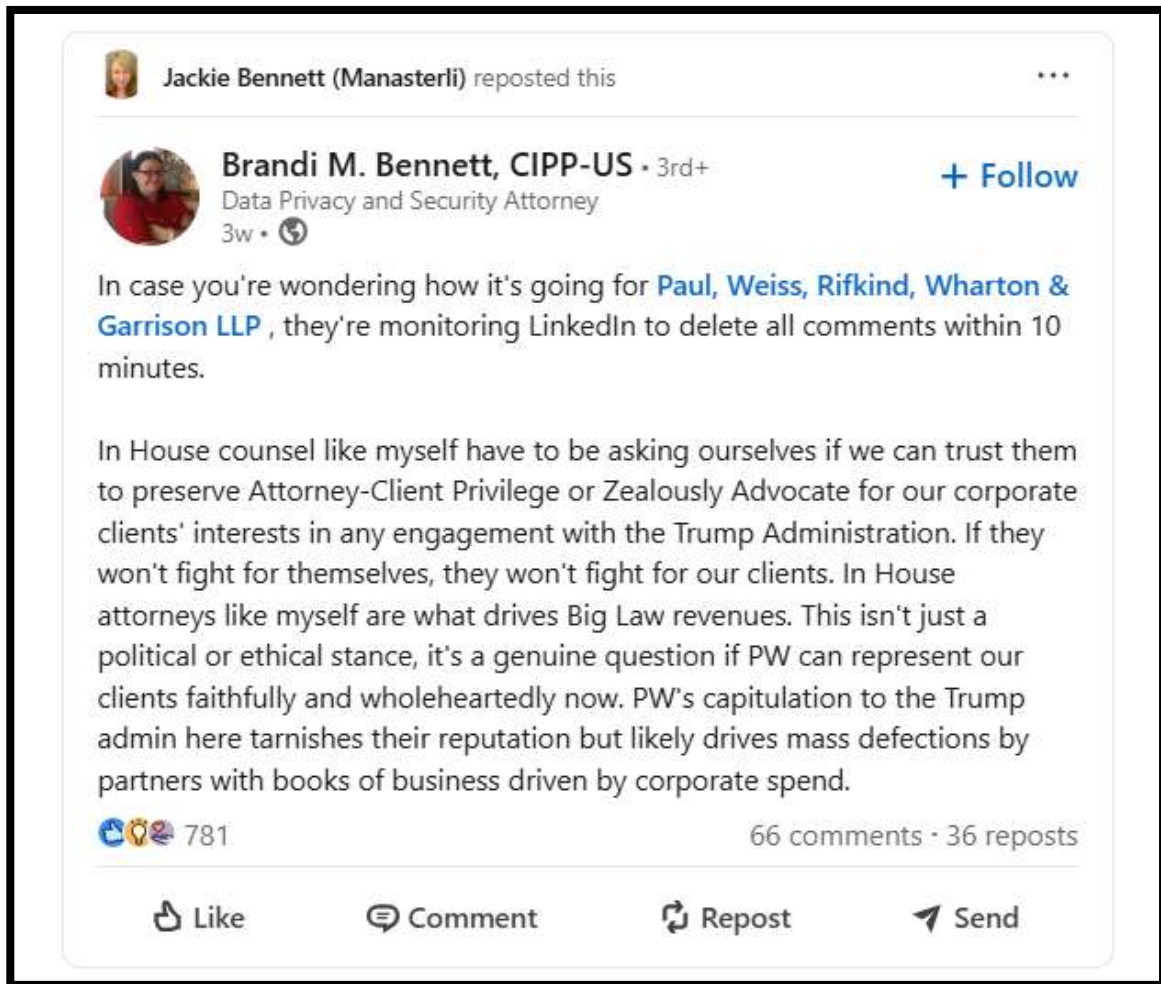 Jackie Bennett (Manasterli) reposted this
Brandi M. Bennett, CIPP-US • 3rd+
+ Follow
Data Privacy and Security Attorney
3w •
In case you're wondering how it's going for Paul, Weiss, Rifkind, Wharton &
Garrison LLP , they're monitoring LinkedIn to delete all comments within 10
minutes.
In House counsel like myself have to be asking ourselves if we can trust them
to preserve Attorney-Client Privilege or Zealously Advocate for our corporate
clients' interests in any engagement with the Trump Administration. If they
won't fight for themselves, they won't fight for our clients. In House
attorneys like myself are what drives Big Law revenues. This isn't just a
political or ethical stance, it's a genuine question if PW can represent our
clients faithfully and wholeheartedly now. PW's capitulation to the Trump
admin here tarnishes their reputation but likely drives mass defections by
partners with books of business driven by corporate spend.
781
66 comments • 36 reposts
Like
Comment
Repost
Send